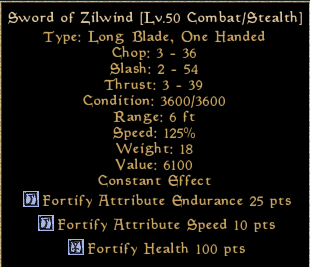 Sword of Zilwind [Lv.50 Combat/Stealth]
Type: Long Blade, One Handed
Chop: 3 - 36
Slash: 2 - 54
Thrust: 3 - 39
Condition: 3600/3600
Range: 6 ft
Speed: 125%
Weight: 18
Value: 6100
Constant Effect
Fortify Attribute Endurance 25 pts
Fortify Attribute Speed 10 pts
Fortify Health 100 pts